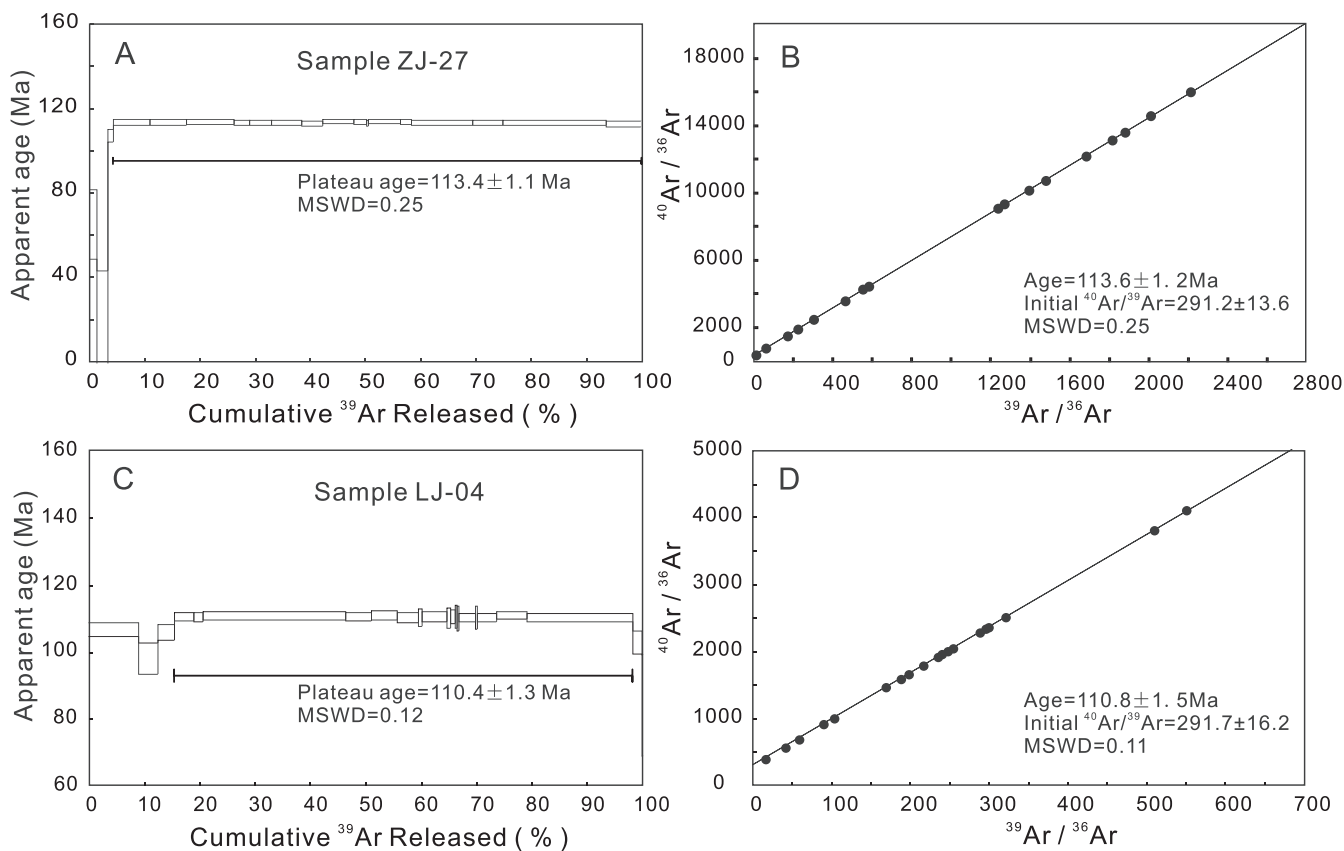 A
Sample ZJ-27
Apparent age (Ma)
160
120
80
40
0
Plateau age=113.4±1.1 Ma
MSWD=0.25
0 10 20 30 40 50 60 70 80 90 100
Cumulative ³⁹Ar Released ( % )
B
⁴⁰Ar / ³⁶Ar
18000
14000
10000
6000
2000
0
Age=113.6±1. 2Ma
Initial ⁴⁰Ar/³⁹Ar=291.2±13.6
MSWD=0.25
0 400 800 1200 1600 2000 2400 2800
³⁹Ar / ³⁶Ar
C
Sample LJ-04
Apparent age (Ma)
160
140
120
100
80
60
Plateau age=110.4±1.3 Ma
MSWD=0.12
0 10 20 30 40 50 60 70 80 90 100
Cumulative ³⁹Ar Released ( % )
D
⁴⁰Ar / ³⁶Ar
5000
4000
3000
2000
1000
0
Age=110.8±1. 5Ma
Initial ⁴⁰Ar/³⁹Ar=291.7±16.2
MSWD=0.11
0 100 200 300 400 500 600 700
³⁹Ar / ³⁶Ar